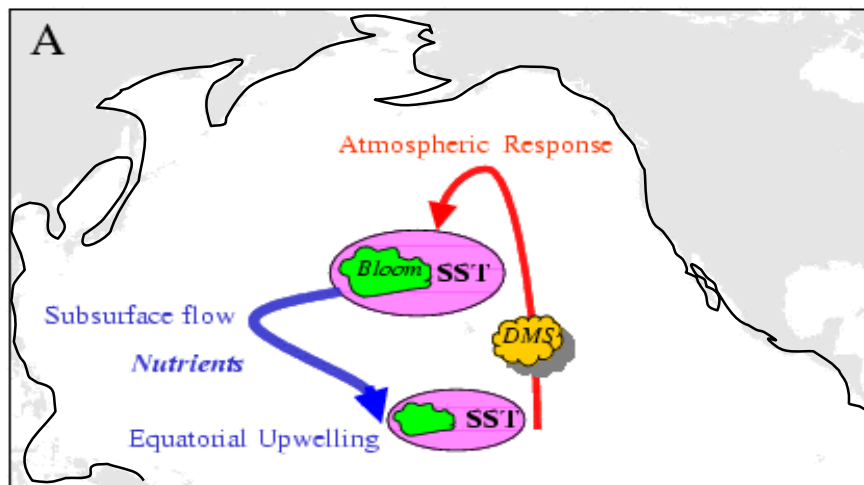 A
Atmospheric Response
Bloom SST
Subsurface flow
DMS
Nutrients
SST
Equatorial Upwelling